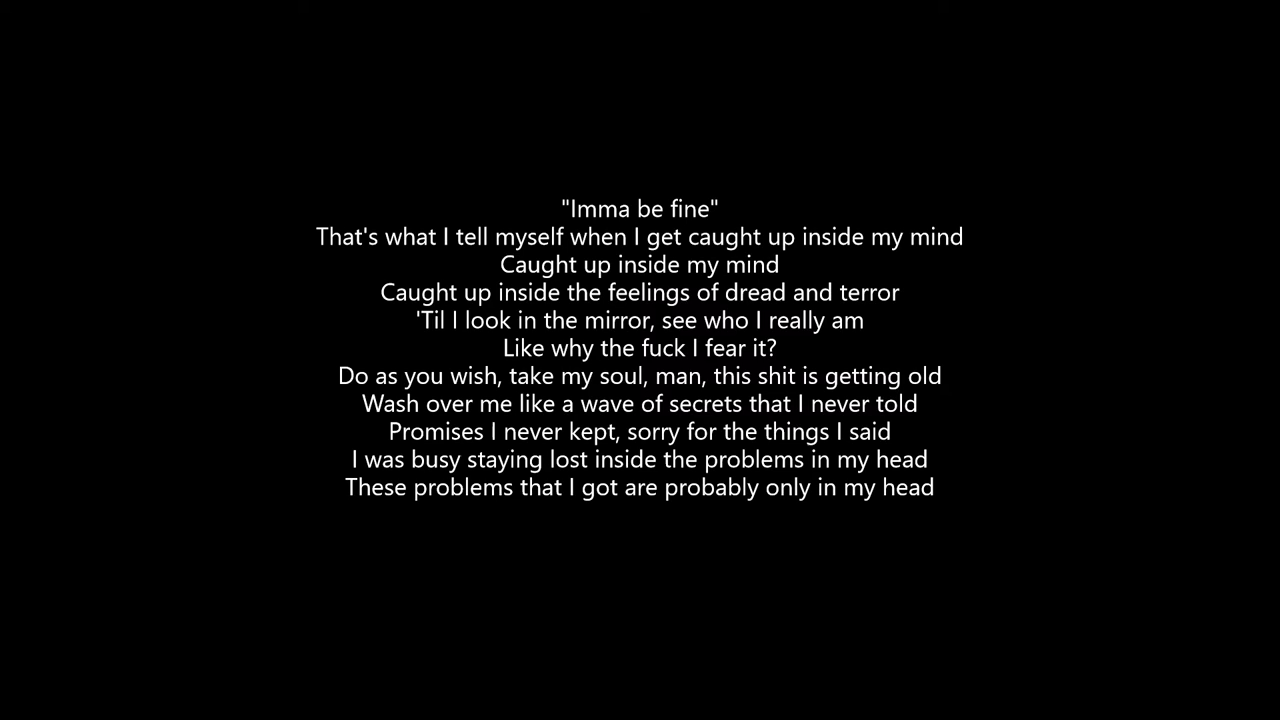 "Imma be fine"
That's what I tell myself when I get caught up inside my mind
Caught up inside my mind
Caught up inside the feelings of dread and terror
'Til I look in the mirror, see who I really am
Like why the fuck I fear it?
Do as you wish, take my soul, man, this shit is getting old
Wash over me like a wave of secrets that I never told
Promises I never kept, sorry for the things I said
I was busy staying lost inside the problems in my head
These problems that I got are probably only in my head